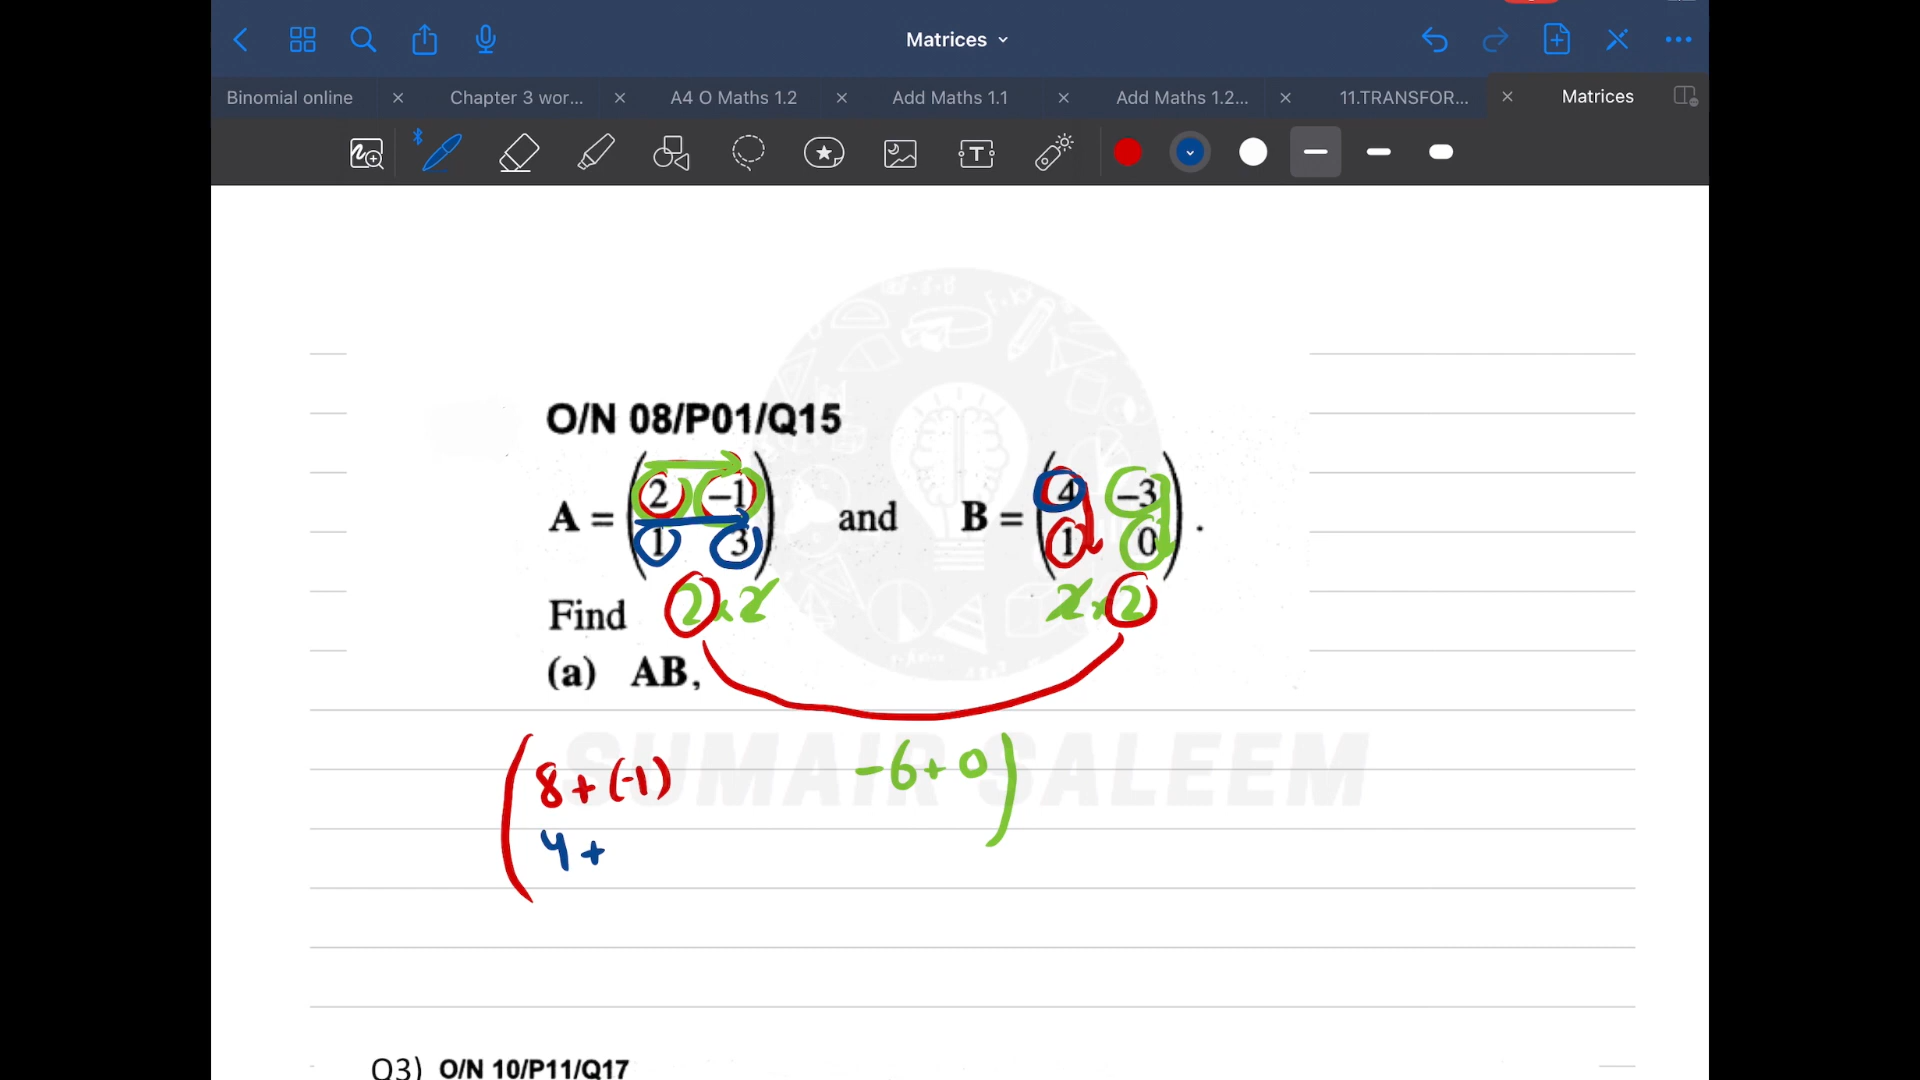 Matrices
Binomial online
Chapter 3 wor...
A4 O Maths 1.2
Add Maths 1.1
Add Maths 1.2...
11.TRANSFOR...
Matrices
O/N 08/P01/Q15
A = (2 −1
1 3) and B = (4 −3
1 0).
2×2 2×2
Find
(a) AB,
(8 + (-1) -6+0)
4 +
SUMAIR SALEEM
Q3) O/N 10/P11/Q17